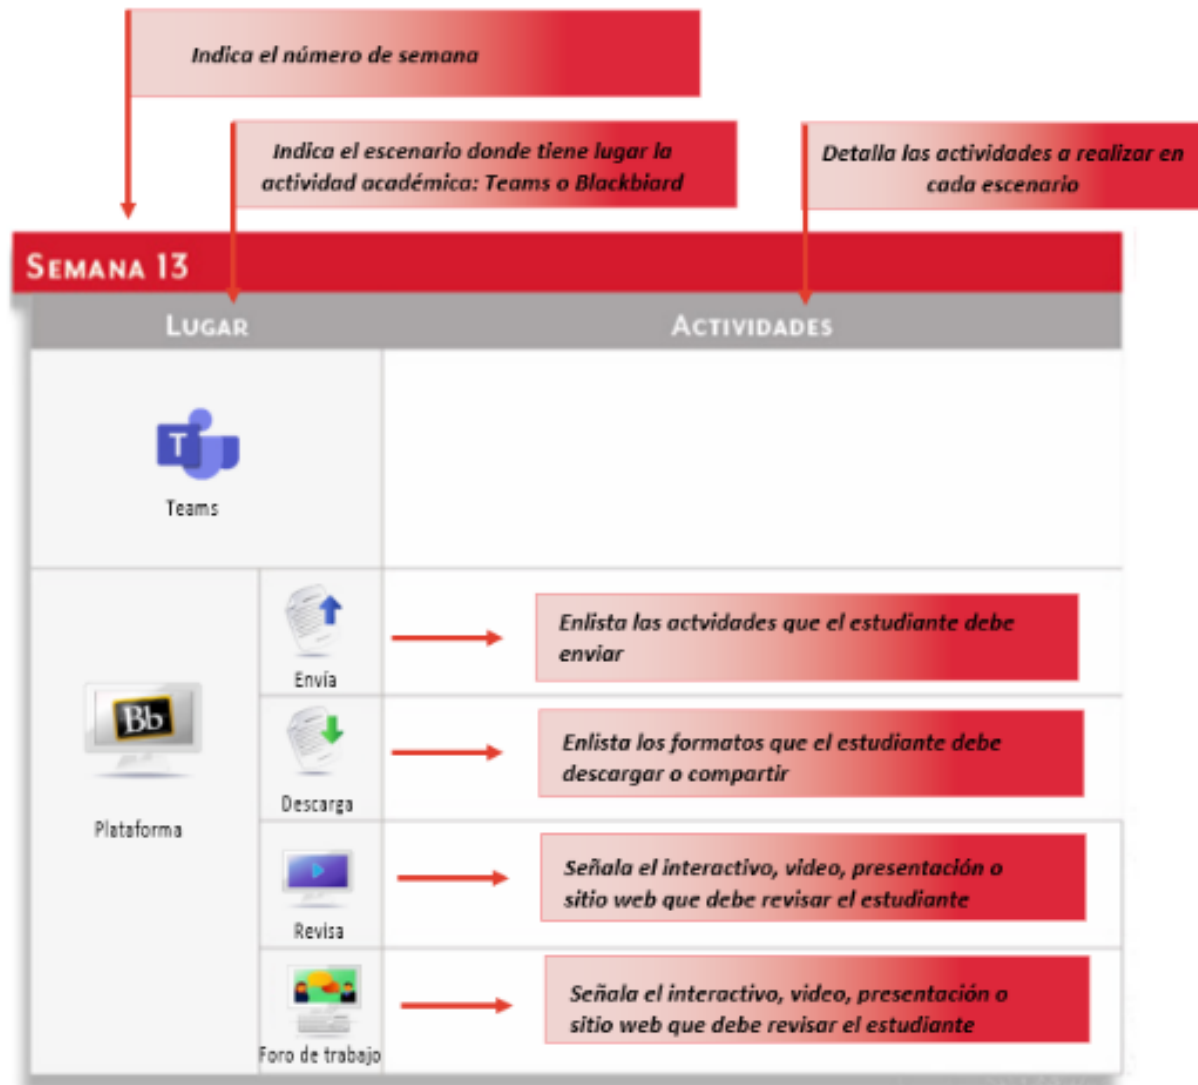 Indica el número de semana
Indica el escenario donde tiene lugar la
actividad académica: Teams o Blackbiard
Detalla las actividades a realizar en
cada escenario
SEMANA 13
LUGAR
ACTIVIDADES
T
Teams
Bb
Plataforma
Envía
Enlista las actvidades que el estudiante debe
enviar
Descarga
Enlista los formatos que el estudiante debe
descargar o compartir
Revisa
Señala el interactivo, video, presentación o
sitio web que debe revisar el estudiante
Foro de trabajo
Señala el interactivo, video, presentación o
sitio web que debe revisar el estudiante